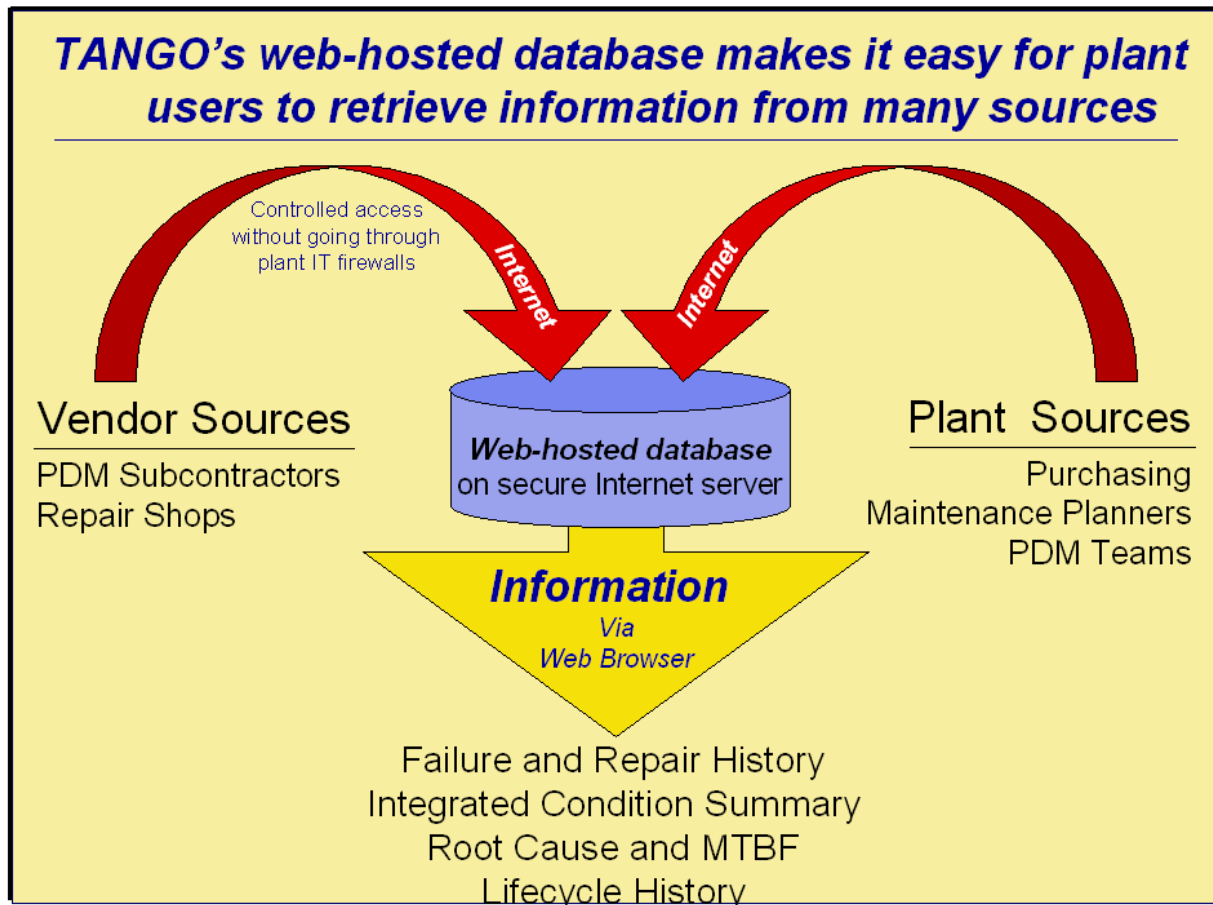 TANGO's web-hosted database makes it easy for plant
users to retrieve information from many sources
Controlled access
without going through
plant IT firewalls
Internet
Internet
Vendor Sources
PDM Subcontractors
Repair Shops
Web-hosted database
on secure Internet server
Plant Sources
Purchasing
Maintenance Planners
PDM Teams
Information
Via
Web Browser
Failure and Repair History
Integrated Condition Summary
Root Cause and MTBF
Lifecycle History